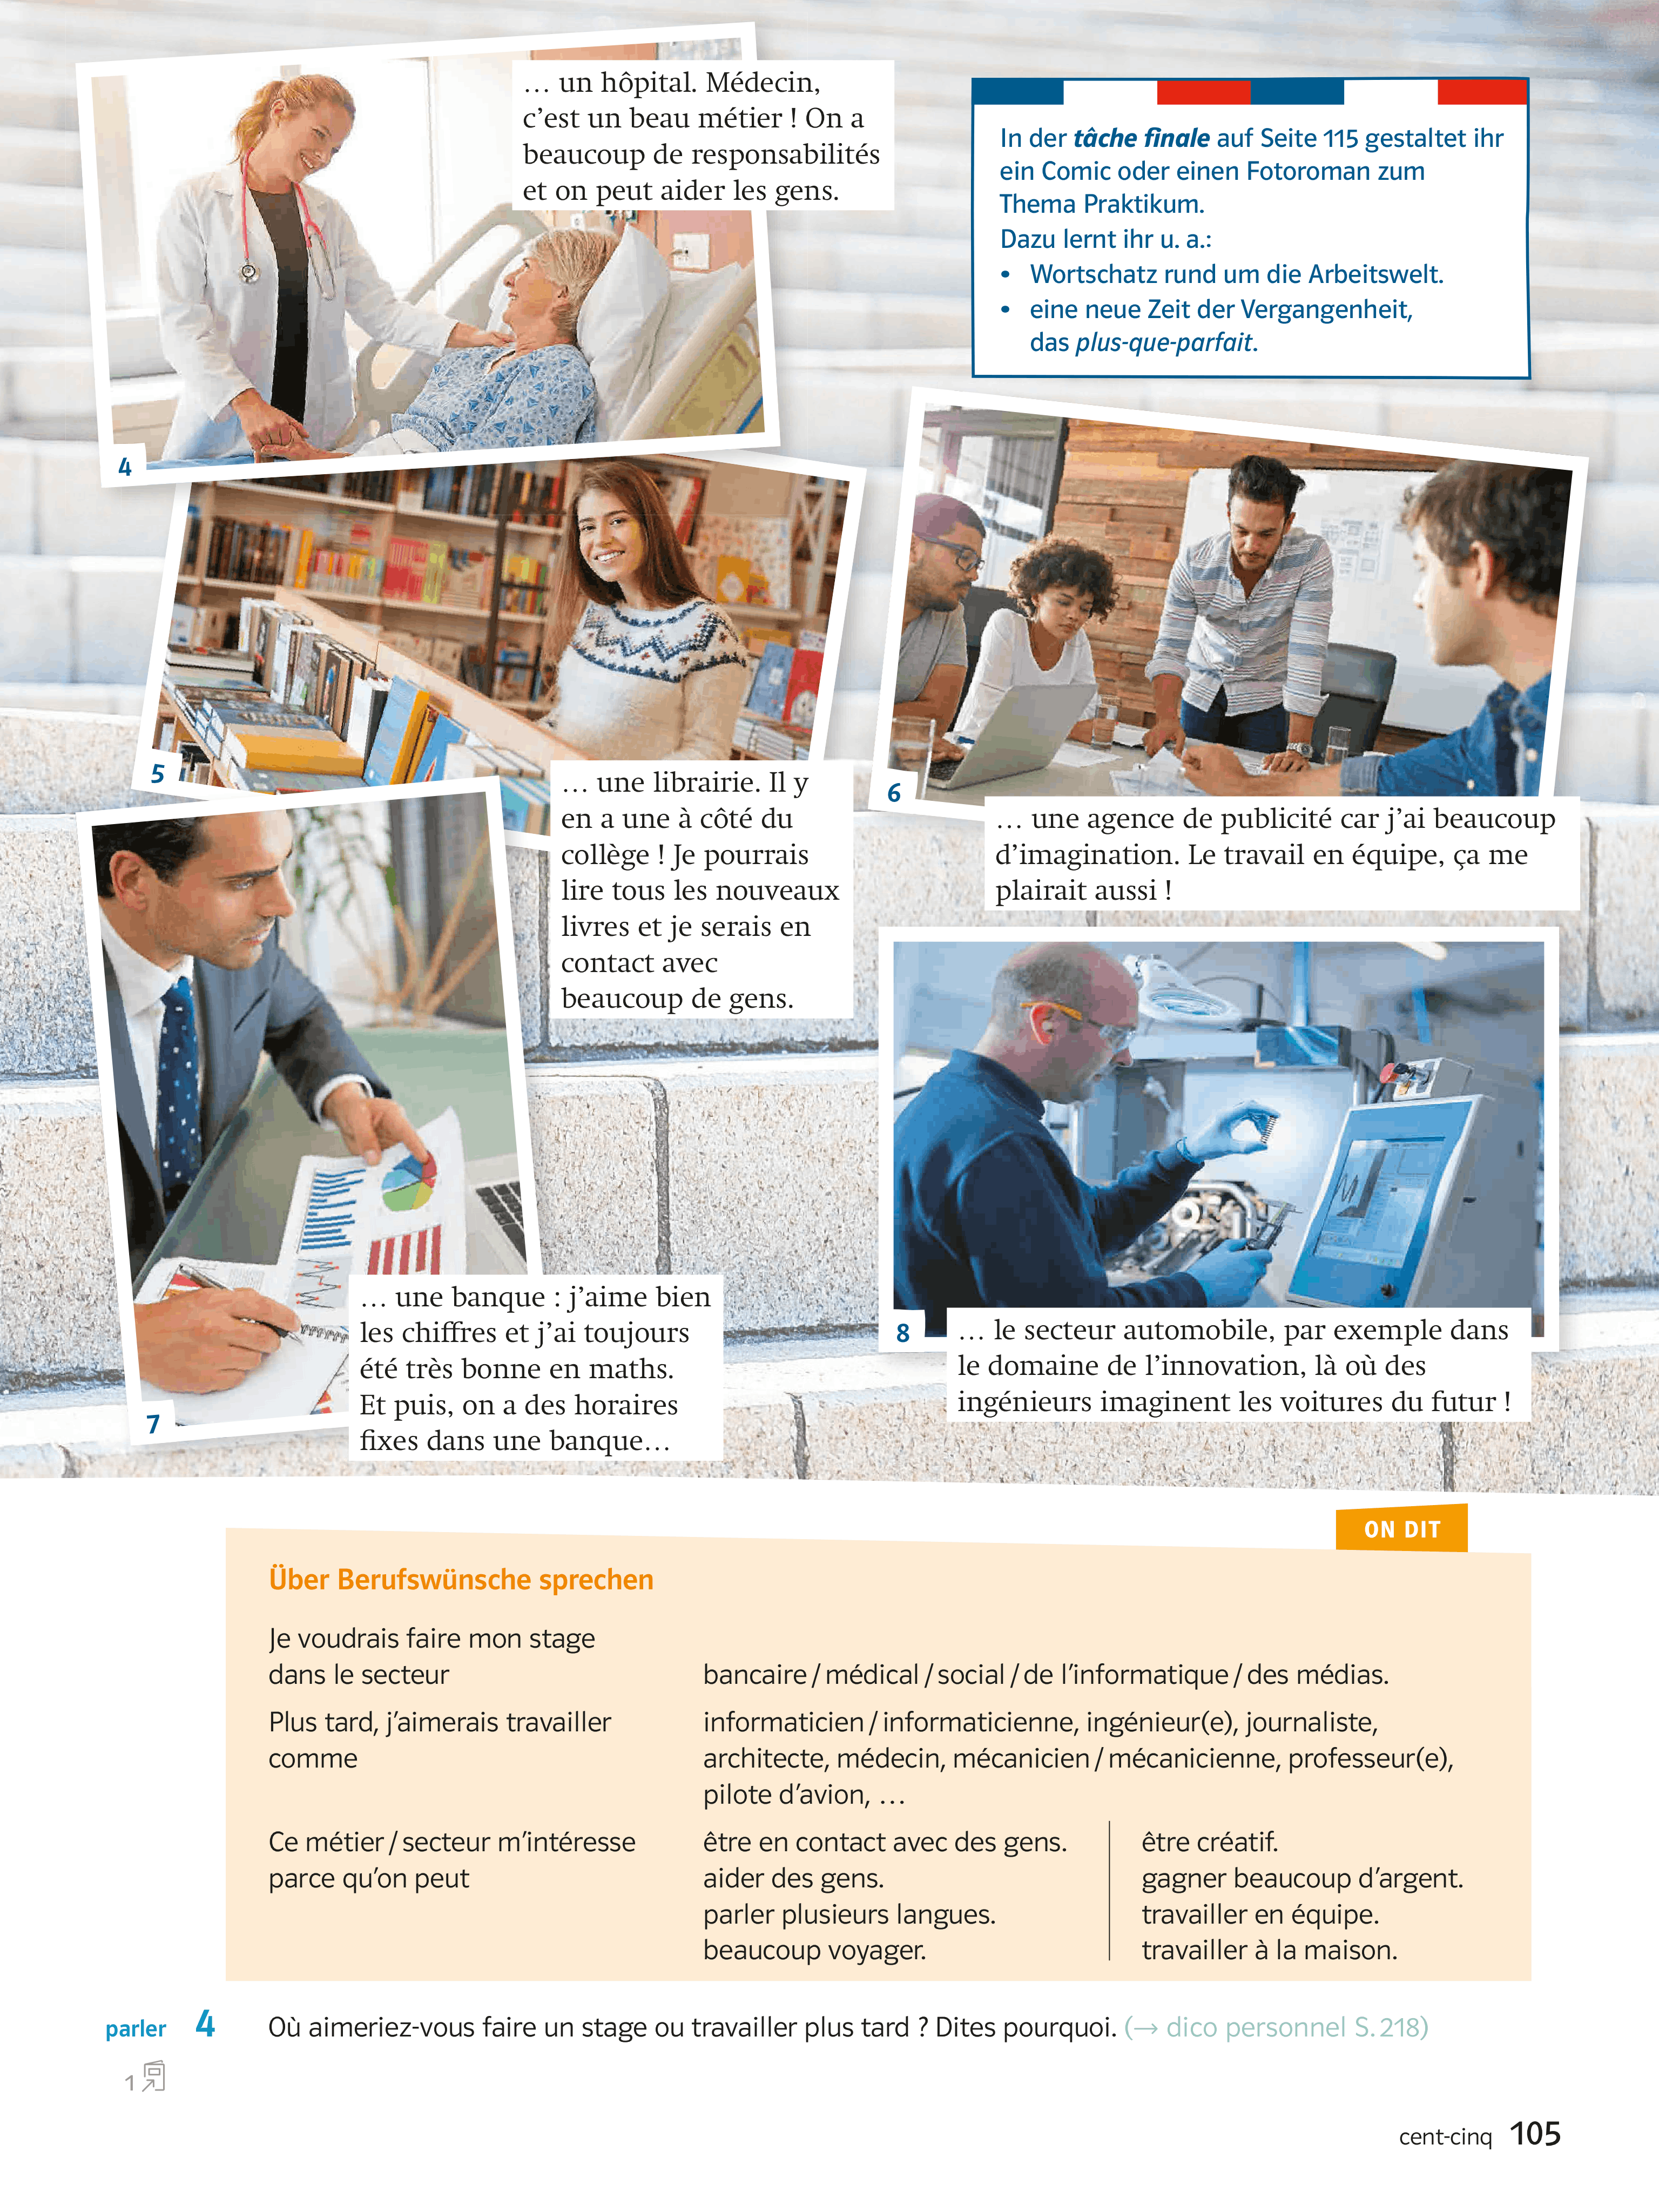 … un hôpital. Médecin,
c’est un beau métier ! On a
beaucoup de responsabilités
et on peut aider les gens.
In der tâche finale auf Seite 115 gestaltet ihr
ein Comic oder einen Fotoroman zum
Thema Praktikum.
Dazu lernt ihr u. a.:
• Wortschatz rund um die Arbeitswelt.
• eine neue Zeit der Vergangenheit,
das plus-que-parfait.
4
5
… une librairie. Il y
en a une à côté du
collège ! Je pourrais
lire tous les nouveaux
livres et je serais en
contact avec
beaucoup de gens.
6
… une agence de publicité car j’ai beaucoup
d’imagination. Le travail en équipe, ça me
plairait aussi !
7
… une banque : j’aime bien
les chiffres et j’ai toujours
été très bonne en maths.
Et puis, on a des horaires
fixes dans une banque…
8
… le secteur automobile, par exemple dans
le domaine de l’innovation, là où des
ingénieurs imaginent les voitures du futur !
ON DIT
Über Berufswünsche sprechen
Je voudrais faire mon stage
dans le secteur bancaire / médical / social / de l’informatique / des médias.
Plus tard, j’aimerais travailler informaticien / informaticienne, ingénieur(e), journaliste,
comme architecte, médecin, mécanicien / mécanicienne, professeur(e),
pilote d’avion, …
Ce métier / secteur m’intéresse être en contact avec des gens. être créatif.
parce qu’on peut aider des gens. gagner beaucoup d’argent.
parler plusieurs langues. travailler en équipe.
beaucoup voyager. travailler à la maison.
parler 4 Où aimeriez-vous faire un stage ou travailler plus tard ? Dites pourquoi. (→ dico personnel S. 218)
1
cent-cinq 105